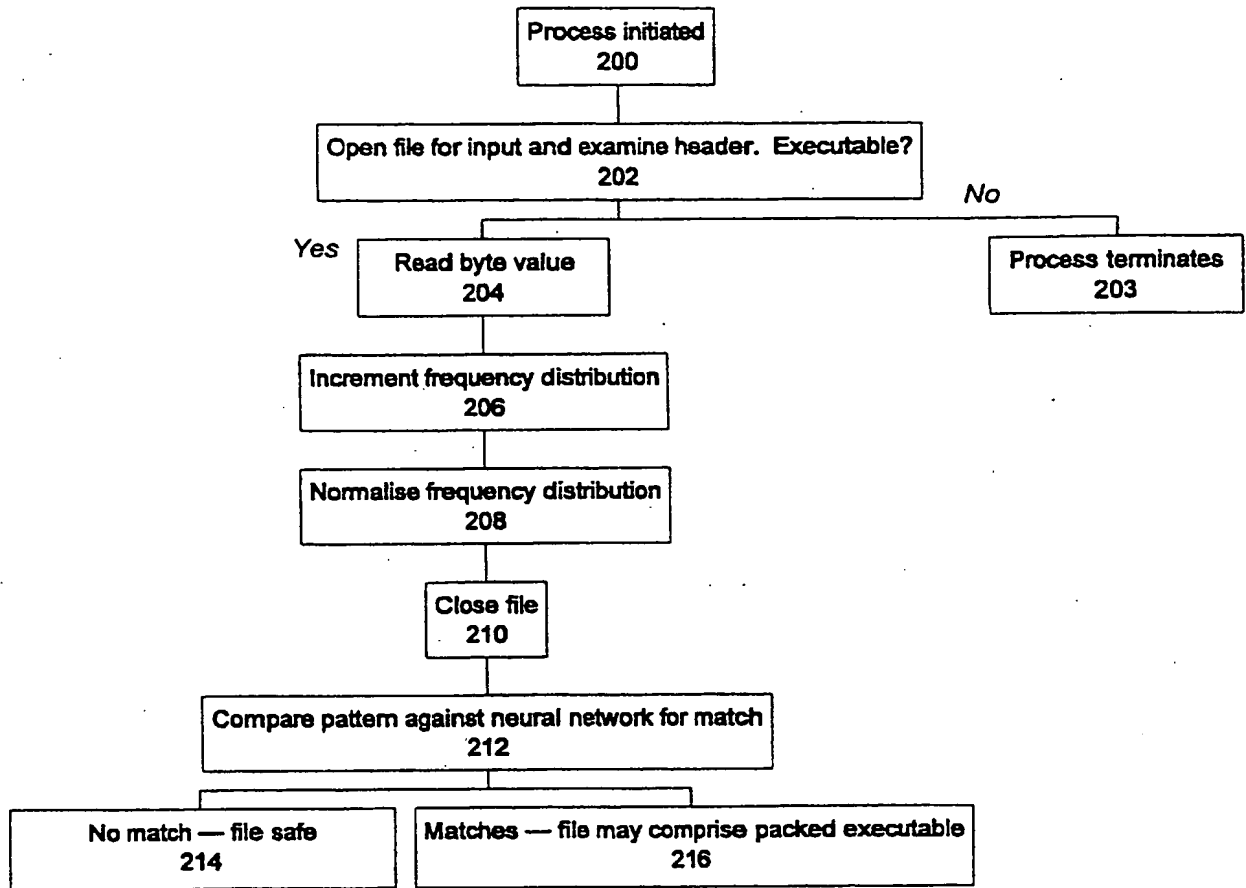 Process initiated
200
Open file for input and examine header. Executable?
202
No
Yes
Read byte value
204
Process terminates
203
Increment frequency distribution
206
Normalise frequency distribution
208
Close file
210
Compare pattern against neural network for match
212
No match — file safe
214
Matches — file may comprise packed executable
216